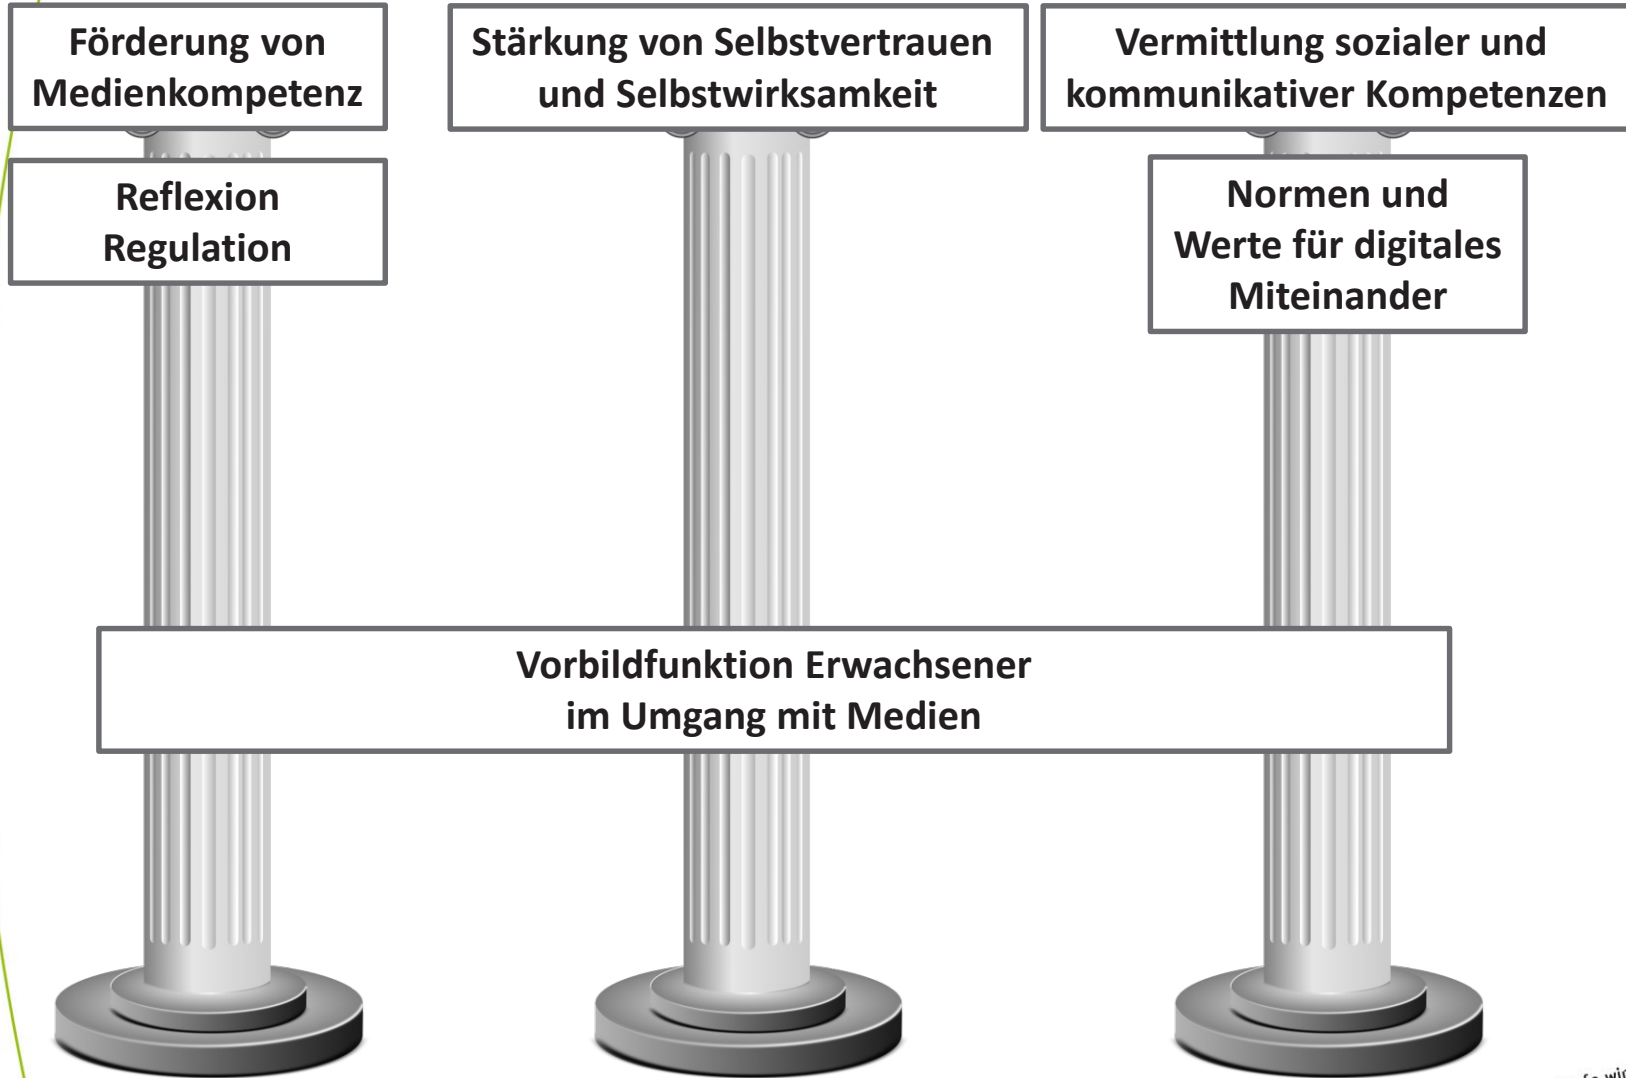 Förderung von
Medienkompetenz
Stärkung von Selbstvertrauen
und Selbstwirksamkeit
Vermittlung sozialer und
kommunikativer Kompetenzen
Reflexion
Regulation
Normen und
Werte für digitales
Miteinander
Vorbildfunktion Erwachsener
im Umgang mit Medien